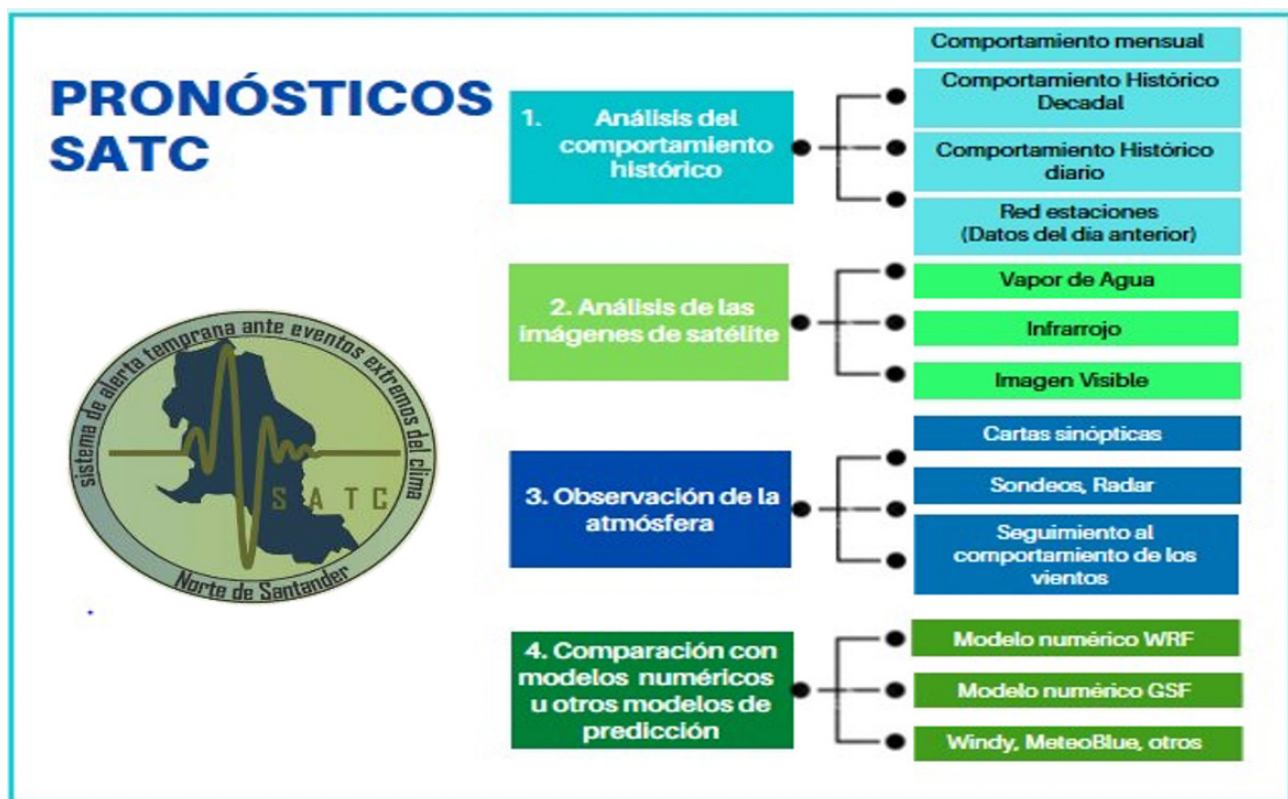 PRONÓSTICOS
SATC
1. Análisis del
comportamiento
histórico
Comportamiento mensual
Comportamiento Histórico
Decadal
Comportamiento Histórico
diario
Red estaciones
(Datos del día anterior)
2. Análisis de las
imágenes de satélite
Vapor de Agua
Infrarrojo
Imagen Visible
3. Observación de la
atmósfera
Cartas sinópticas
Sondeos, Radar
Seguimiento al
comportamiento de los
vientos
4. Comparación con
modelos numéricos
u otros modelos de
predicción
Modelo numérico WRF
Modelo numérico GSF
Windy, MeteoBlue, otros
sistema de alerta temprana ante eventos extremos del clima
SATC
Norte de Santander